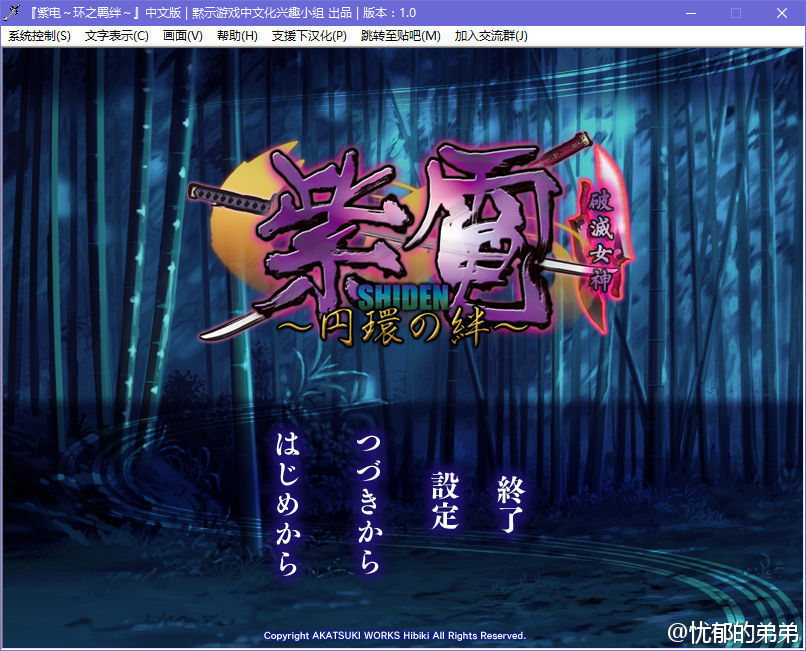 『紫电～环之羁绊～』中文版 | 默示游戏中文化兴趣小组 出品 | 版本：1.0
系统控制(S) 文字表示(C) 画面(V) 帮助(H) 支援下汉化(P) 跳转至贴吧(M) 加入交流群(J)
紫電
破滅女神
SHIDEN
～円環の絆～
はじめから
つづきから
設定
終了
Copyright AKATSUKI WORKS Hibiki All Rights Reserved.
@忧郁的弟弟